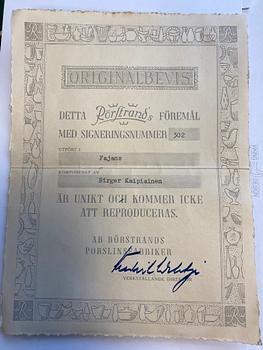 ORIGINALBEVIS
DETTA Rörstrands FÖREMÅL
MED SIGNERINGSNUMMER 302
UTFÖRT I
Fajans
KOMPONERAT AV
Birger Kaipiainen
ÄR UNIKT OCH KOMMER ICKE
ATT REPRODUCERAS.
AB RÖRSTRANDS
PORSLINSFABRIKER
VERKSTÄLLANDE DIREKTÖR